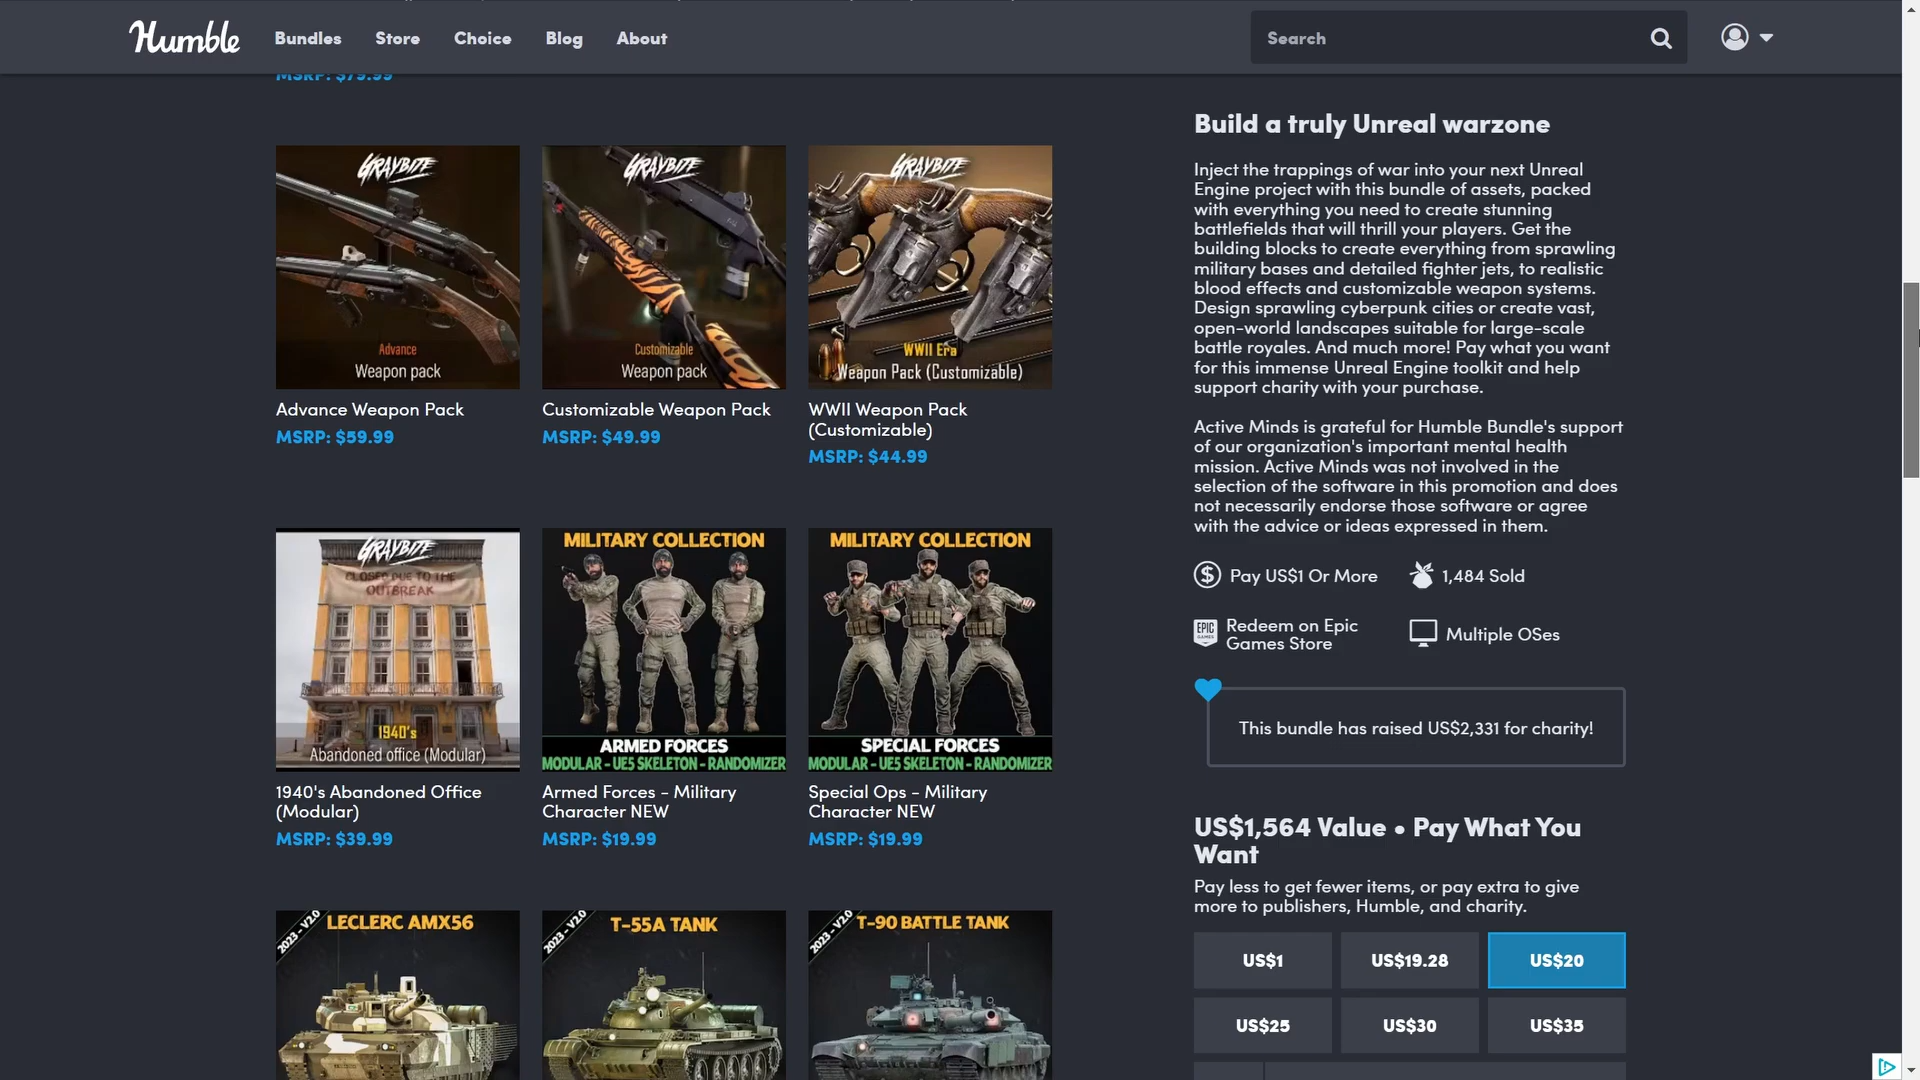 Humble
Bundles
Store
Choice
Blog
About
Search
MSRP: $79.99
GRAYBITE
Advance
Weapon pack
Advance Weapon Pack
MSRP: $59.99
GRAYBITE
Customizable
Weapon pack
Customizable Weapon Pack
MSRP: $49.99
GRAYBITE
WWII Era
Weapon Pack (Customizable)
WWII Weapon Pack
(Customizable)
MSRP: $44.99
GRAYBITE
CLOSED DUE TO THE
OUTBREAK
1940's
Abandoned office (Modular)
1940's Abandoned Office
(Modular)
MSRP: $39.99
MILITARY COLLECTION
ARMED FORCES
MODULAR - UE5 SKELETON - RANDOMIZER
Armed Forces - Military
Character NEW
MSRP: $19.99
MILITARY COLLECTION
SPECIAL FORCES
MODULAR - UE5 SKELETON - RANDOMIZER
Special Ops - Military
Character NEW
MSRP: $19.99
2023 - V2.0
LECLERC AMX56
2023 - V2.0
T-55A TANK
2023 - V2.0
T-90 BATTLE TANK
Build a truly Unreal warzone
Inject the trappings of war into your next Unreal
Engine project with this bundle of assets, packed
with everything you need to create stunning
battlefields that will thrill your players. Get the
building blocks to create everything from sprawling
military bases and detailed fighter jets, to realistic
blood effects and customizable weapon systems.
Design sprawling cyberpunk cities or create vast,
open-world landscapes suitable for large-scale
battle royales. And much more! Pay what you want
for this immense Unreal Engine toolkit and help
support charity with your purchase.
Active Minds is grateful for Humble Bundle's support
of our organization's important mental health
mission. Active Minds was not involved in the
selection of the software in this promotion and does
not necessarily endorse those software or agree
with the advice or ideas expressed in them.
Pay US$1 Or More
1,484 Sold
EPIC
GAMES
Redeem on Epic
Games Store
Multiple OSes
This bundle has raised US$2,331 for charity!
US$1,564 Value • Pay What You
Want
Pay less to get fewer items, or pay extra to give
more to publishers, Humble, and charity.
US$1
US$19.28
US$20
US$25
US$30
US$35